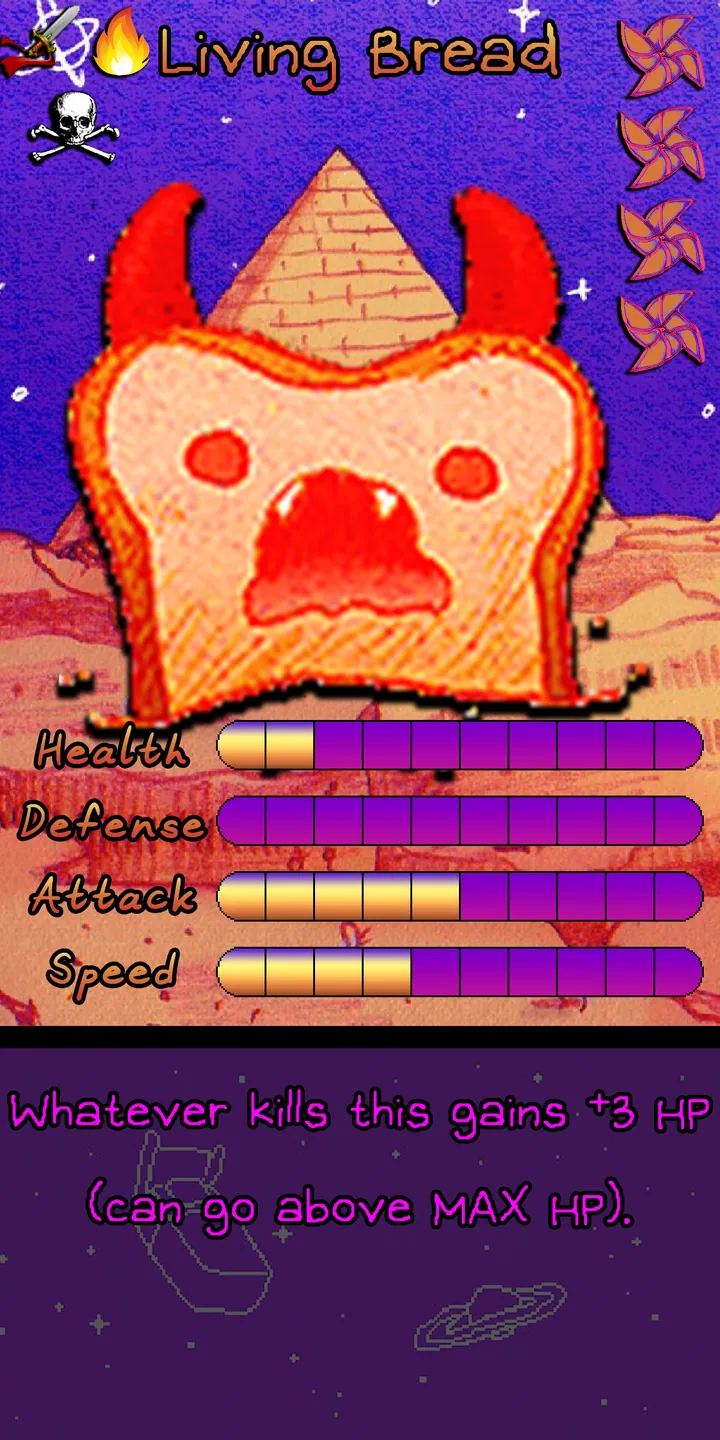 Living Bread
Health
Defense
Attack
Speed
Whatever kills this gains +3 HP
(can go above MAX HP).